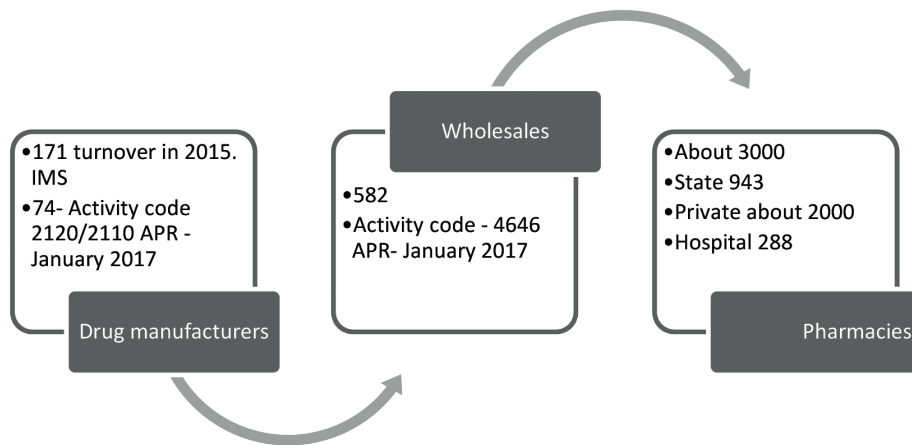 •171 turnover in 2015.
IMS
•74- Activity code
2120/2110 APR -
January 2017
Drug manufacturers
Wholesales
•582
•Activity code - 4646
APR- January 2017
•About 3000
•State 943
•Private about 2000
•Hospital 288
Pharmacies